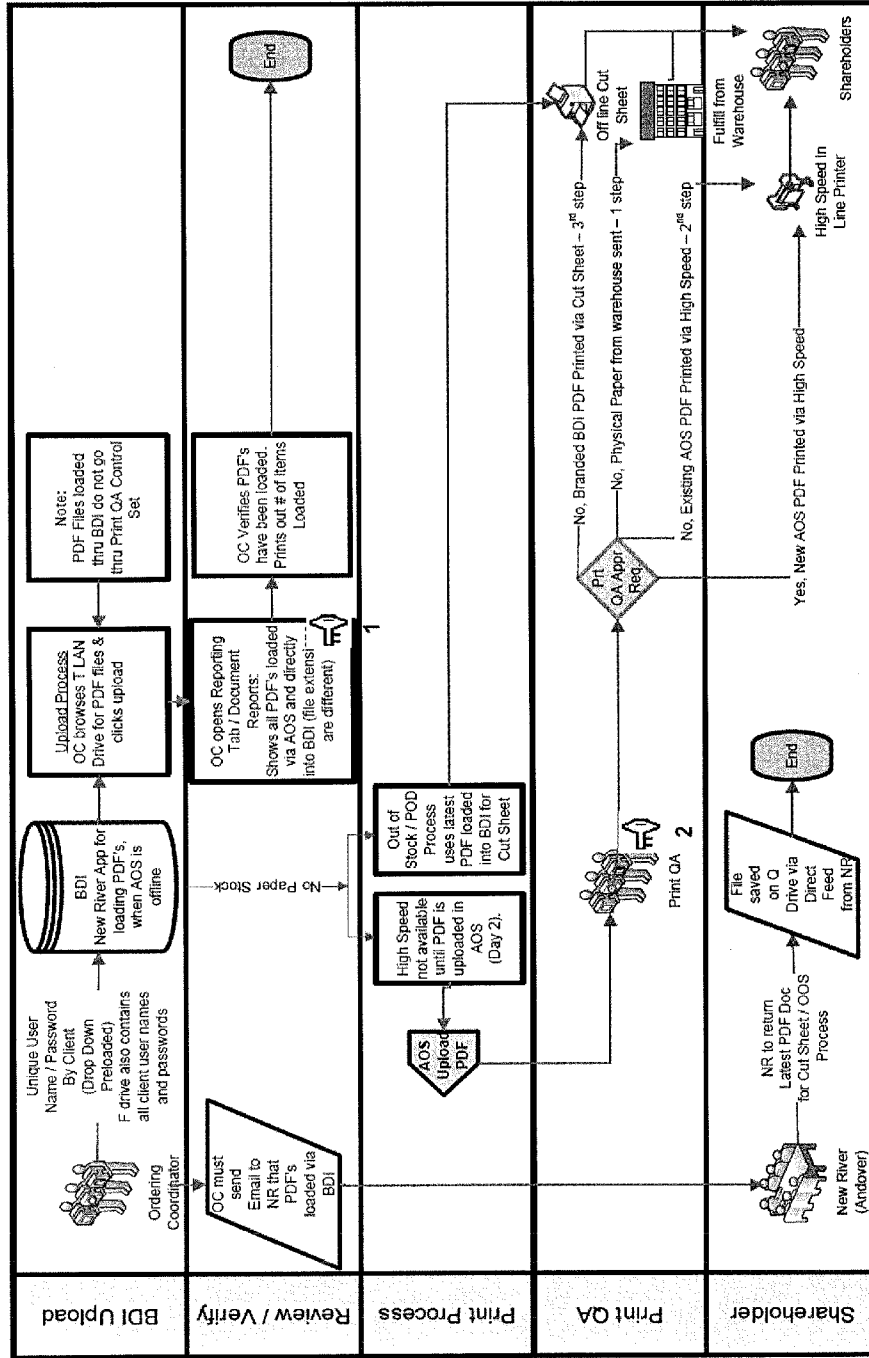 BDI Upload
Ordering
Coordinator
Unique User
Name / Password
By Client
(Drop Down
Preloaded)
F drive also contains
all client user names
and passwords
BDI
New River App for
loading PDF's,
when AOS is
offline
Upload Process
OC browses T LAN
Drive for PDF files &
clicks upload
Note:
PDF Files loaded
thru BDI do not go
thru Print QA Control
Set
Review / Verify
OC must
send
Email to
NR that
PDF's
loaded via
BDI
No Paper Stock
OC opens Reporting
Tab / Document
Reports:
Shows all PDF's loaded
via AOS and directly
into BDI (file extensi
are different)
1
OC Verifies PDF's
have been loaded.
Prints out # of items
Loaded
End
Print Process
AOS
Upload
PDF
High Speed
not available
until PDF is
uploaded in
AOS
(Day 2).
Out of
Stock / POD
Process
uses latest
PDF loaded
into BDI for
Cut Sheet
Print QA
Print QA
2
Prt
QA Appr
Req.
No, Branded BDI PDF Printed via Cut Sheet – 3rd step
No, Physical Paper from warehouse sent – 1 step
No, Existing AOS PDF Printed via High Speed – 2nd step
Yes, New AOS PDF Printed via High Speed
Off line Cut
Sheet
Fulfill from
Warehouse
Shareholder
New River
(Andover)
NR to return
Latest PDF Doc
for Cut Sheet / OOS
Process
File
saved
on Q
Drive via
Direct
Feed
from NR
End
High Speed In
Line Printer
Shareholders